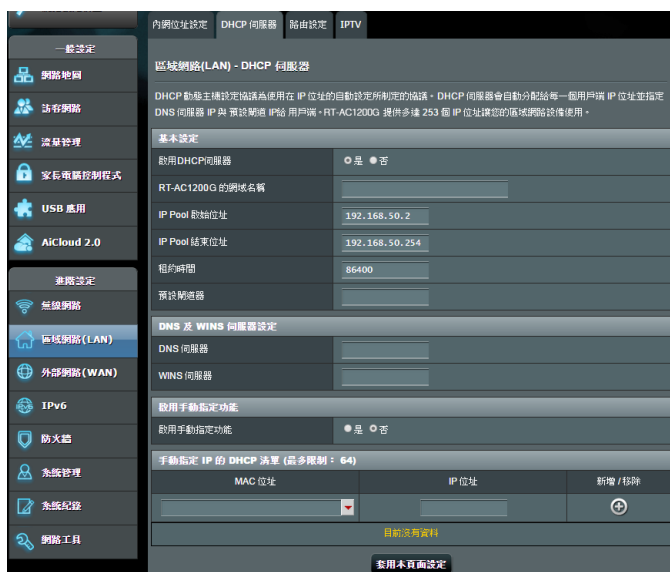 內網位址設定 DHCP 伺服器 路由設定 IPTV
一般設定
網路地圖
訪客網路
流量管理
家長電腦控制程式
USB 應用
AiCloud 2.0
進階設定
無線網路
區域網路(LAN)
外部網路(WAN)
IPv6
防火牆
系統管理
系統紀錄
網路工具
區域網路(LAN) - DHCP 伺服器
DHCP 動態主機設定協議為使用在 IP 位址的自動設定所制定的協議。DHCP 伺服器會自動分配給每一個用戶端 IP 位址並指定
DNS 伺服器 IP 與 預設閘道 IP給 用戶端。RT-AC1200G 提供多達 253 個 IP 位址讓您的區域網路設備使用。
基本設定
啟用DHCP伺服器 是 否
RT-AC1200G 的網域名稱
IP Pool 啟始位址 192.168.50.2
IP Pool 結束位址 192.168.50.254
租約時間 86400
預設閘道器
DNS 及 WINS 伺服器設定
DNS 伺服器
WINS 伺服器
啟用手動指定功能
啟用手動指定功能 是 否
手動指定 IP 的 DHCP 清單 (最多限制 : 64)
MAC 位址 IP 位址 新增 / 移除
目前沒有資料
套用本頁面設定